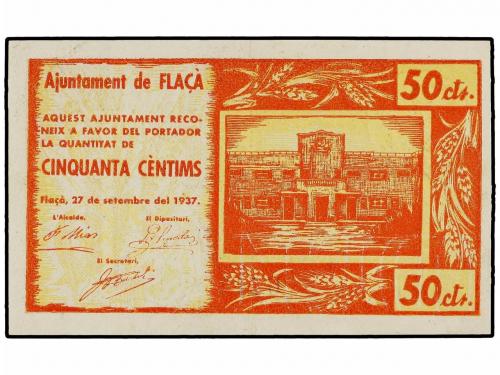 Ajuntament de FLAÇÀ
AQUEST AJUNTAMENT RECO-
NEIX A FAVOR DEL PORTADOR
LA QUANTITAT DE
CINQUANTA CÈNTIMS
Flaçà, 27 de setembre del 1937.
L'Alcalde,
El Dipositari,
El Secretari,
50 cts.
50 cts.